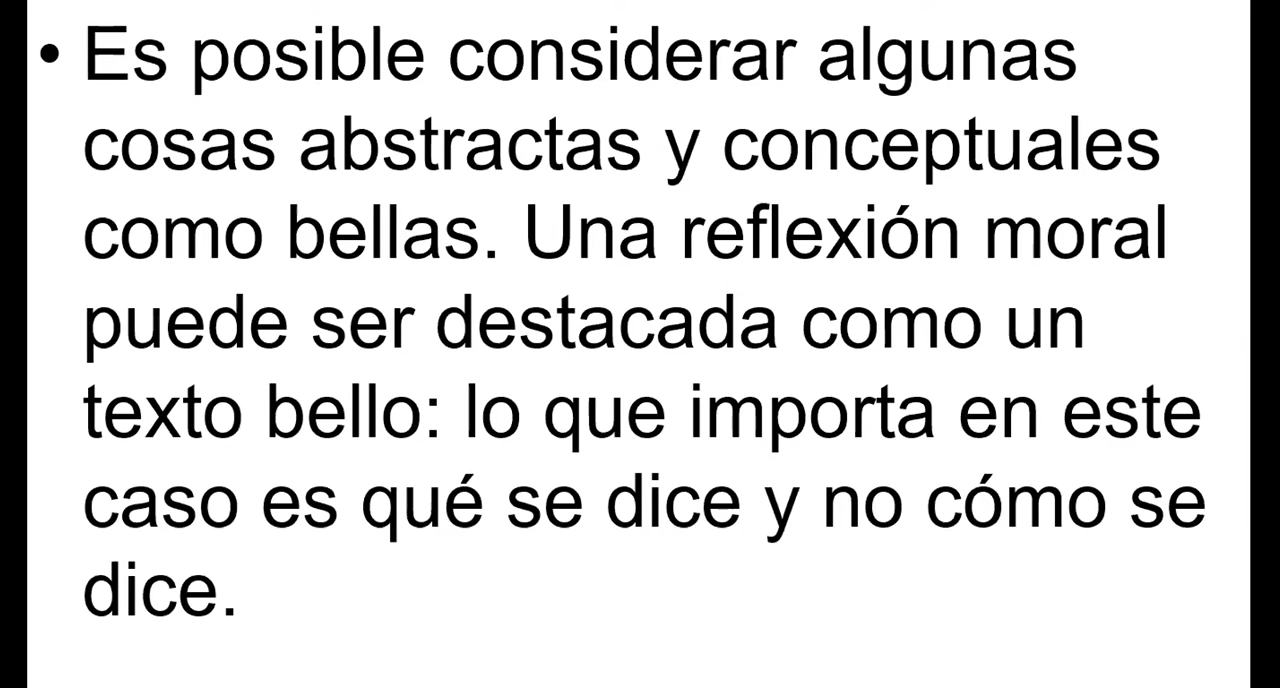 • Es posible considerar algunas
cosas abstractas y conceptuales
como bellas. Una reflexión moral
puede ser destacada como un
texto bello: lo que importa en este
caso es qué se dice y no cómo se
dice.